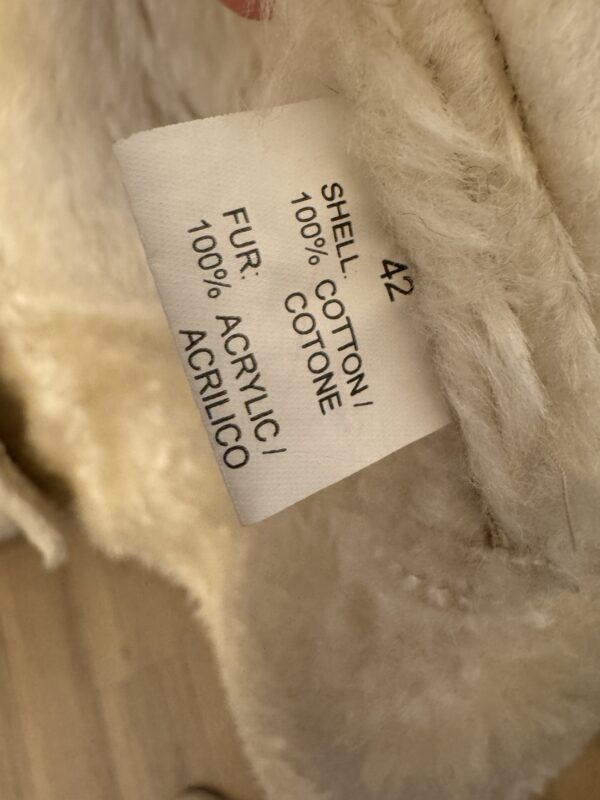 42
SHELL:
100% COTTON /
COTONE
FUR:
100% ACRYLIC /
ACRILICO